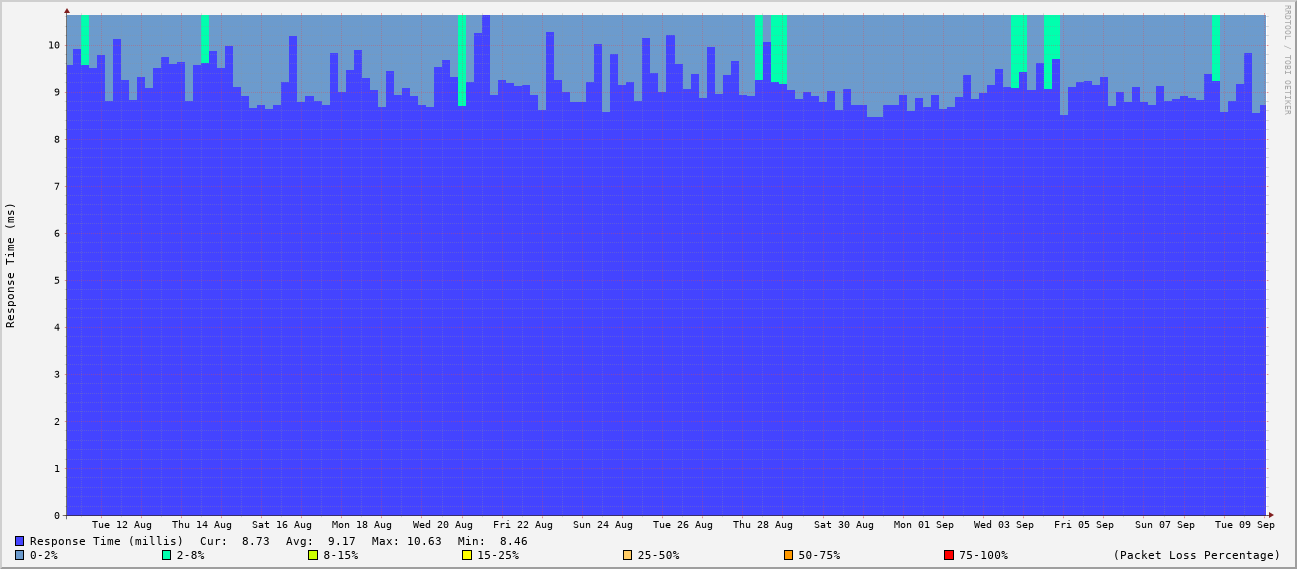 RRDTOOL / TOBI OETIKER
Response Time (ms)
10
9
8
7
6
5
4
3
2
1
0
Tue 12 Aug Thu 14 Aug Sat 16 Aug Mon 18 Aug Wed 20 Aug Fri 22 Aug Sun 24 Aug Tue 26 Aug Thu 28 Aug Sat 30 Aug Mon 01 Sep Wed 03 Sep Fri 05 Sep Sun 07 Sep Tue 09 Sep
Response Time (millis) Cur: 8.73 Avg: 9.17 Max: 10.63 Min: 8.46
0-2% 2-8% 8-15% 15-25% 25-50% 50-75% 75-100% (Packet Loss Percentage)